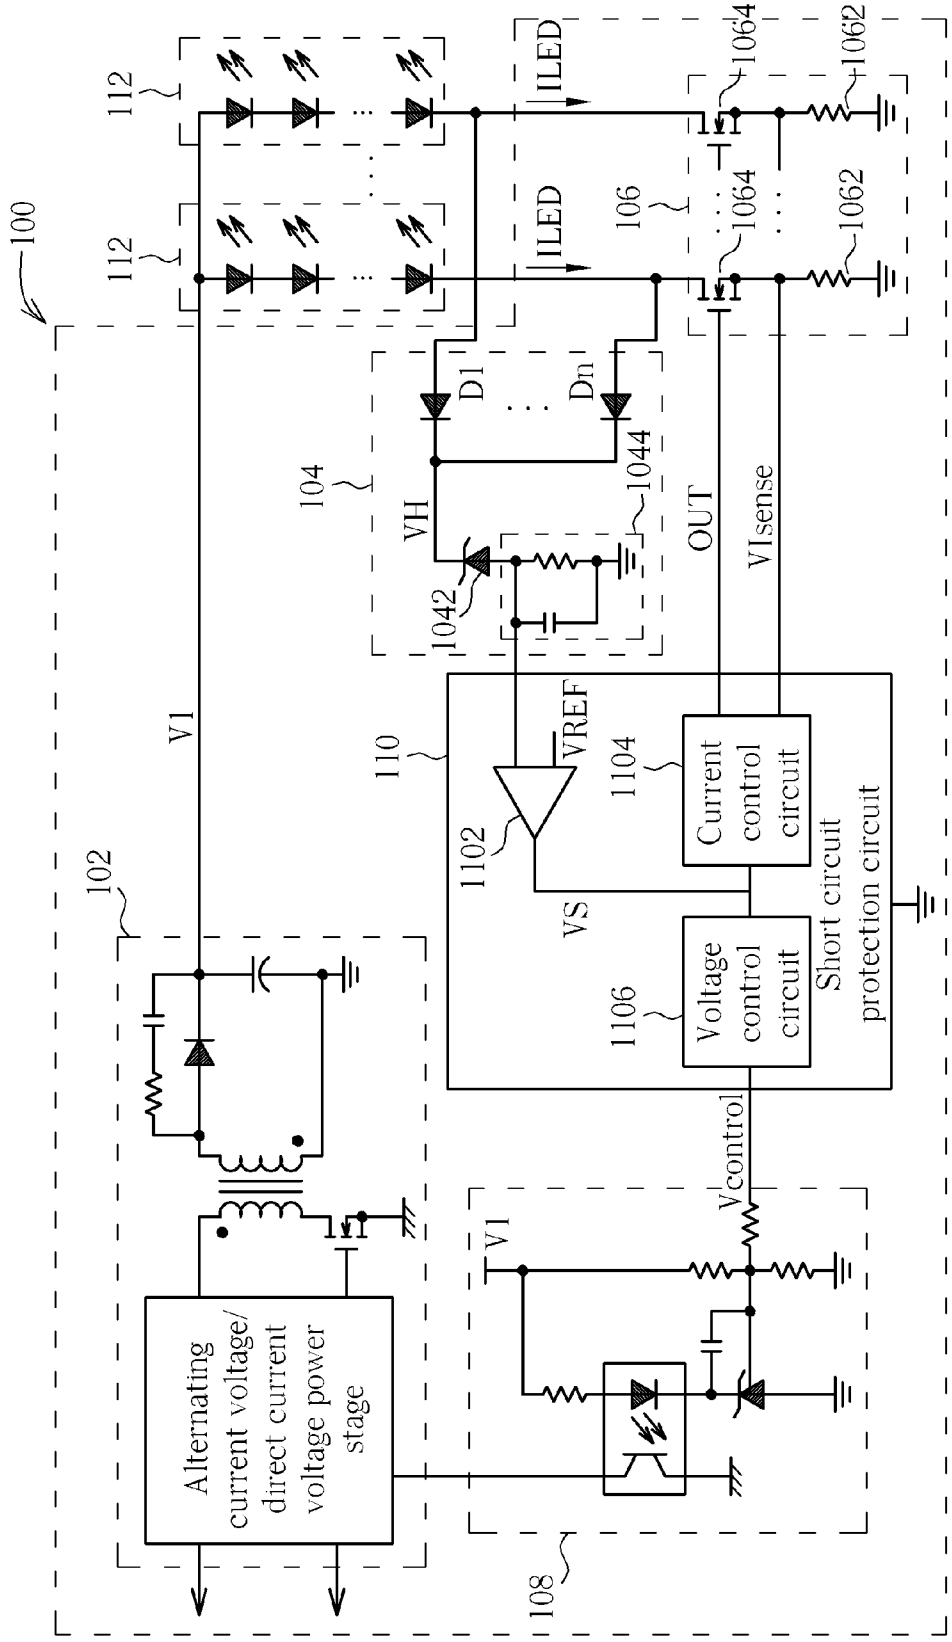 100
102
Alternating
current voltage/
direct current
voltage power
stage
V1
112
112
...
...
...
ILED
ILED
104
VH
D1
...
Dn
1042
1044
106
1064
1064
...
...
1062
1062
OUT
VIsense
108
V1
Vcontrol
110
1102
VREF
VS
1106
Voltage
control
circuit
1104
Current
control
circuit
Short circuit
protection circuit